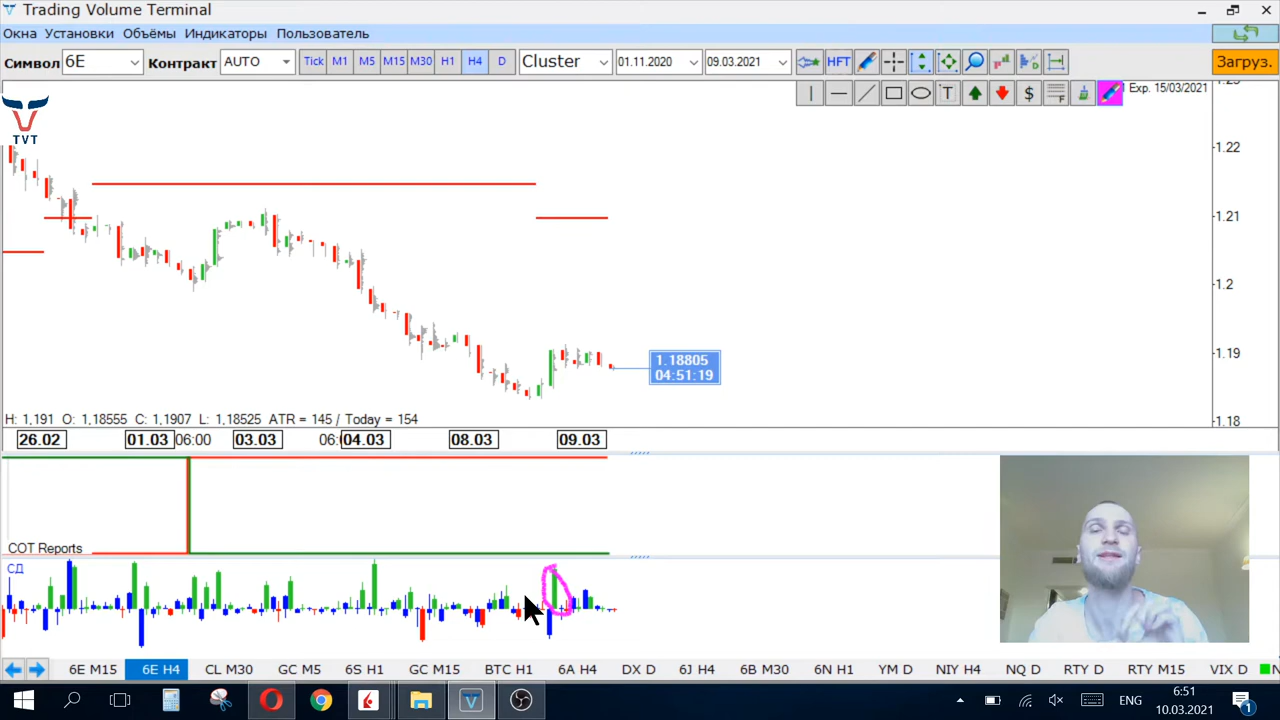 Trading Volume Terminal
Окна Установки Объёмы Индикаторы Пользователь
Символ 6E Контракт AUTO Tick M1 M5 M15 M30 H1 H4 D Cluster 01.11.2020 09.03.2021 HFT Загруз.
T $ F Exp. 15/03/2021
TVT
1.22
1.21
1.2
1.19
1.18805
04:51:19
1.18
H: 1,191 O: 1,18555 C: 1,1907 L: 1,18525 ATR = 145 / Today = 154
26.02 01.03 06:00 03.03 06: 04.03 08.03 09.03
COT Reports
СД
6E M15 6E H4 CL M30 GC M5 6S H1 GC M15 BTC H1 6A H4 DX D 6J H4 6B M30 6N H1 YM D NIY H4 NQ D RTY D RTY M15 VIX D N
ENG 6:51
10.03.2021 1